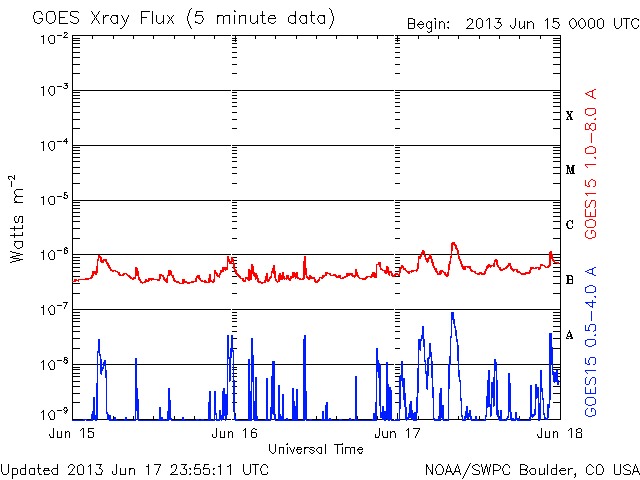 GOES Xray Flux (5 minute data)
Begin: 2013 Jun 15 0000 UTC
10⁻²
10⁻³
10⁻⁴
10⁻⁵
10⁻⁶
10⁻⁷
10⁻⁸
10⁻⁹
Watts m⁻²
X
M
C
B
A
GOES15 1.0–8.0 A
GOES15 0.5–4.0 A
Jun 15
Jun 16
Jun 17
Jun 18
Universal Time
Updated 2013 Jun 17 23:55:11 UTC
NOAA/SWPC Boulder, CO USA